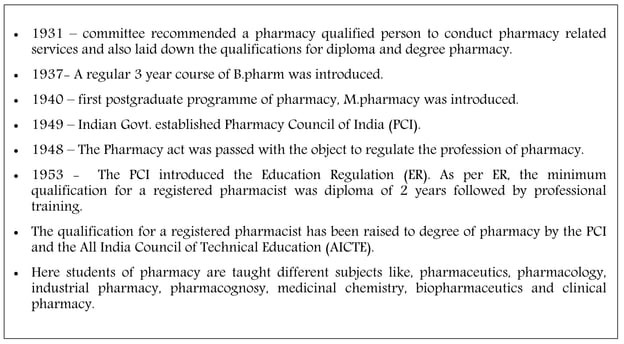 • 1931 – committee recommended a pharmacy qualified person to conduct pharmacy related
services and also laid down the qualifications for diploma and degree pharmacy.
• 1937- A regular 3 year course of B.pharm was introduced.
• 1940 – first postgraduate programme of pharmacy, M.pharmacy was introduced.
• 1949 – Indian Govt. established Pharmacy Council of India (PCI).
• 1948 – The Pharmacy act was passed with the object to regulate the profession of pharmacy.
• 1953 - The PCI introduced the Education Regulation (ER). As per ER, the minimum
qualification for a registered pharmacist was diploma of 2 years followed by professional
training.
• The qualification for a registered pharmacist has been raised to degree of pharmacy by the PCI
and the All India Council of Technical Education (AICTE).
• Here students of pharmacy are taught different subjects like, pharmaceutics, pharmacology,
industrial pharmacy, pharmacognosy, medicinal chemistry, biopharmaceutics and clinical
pharmacy.